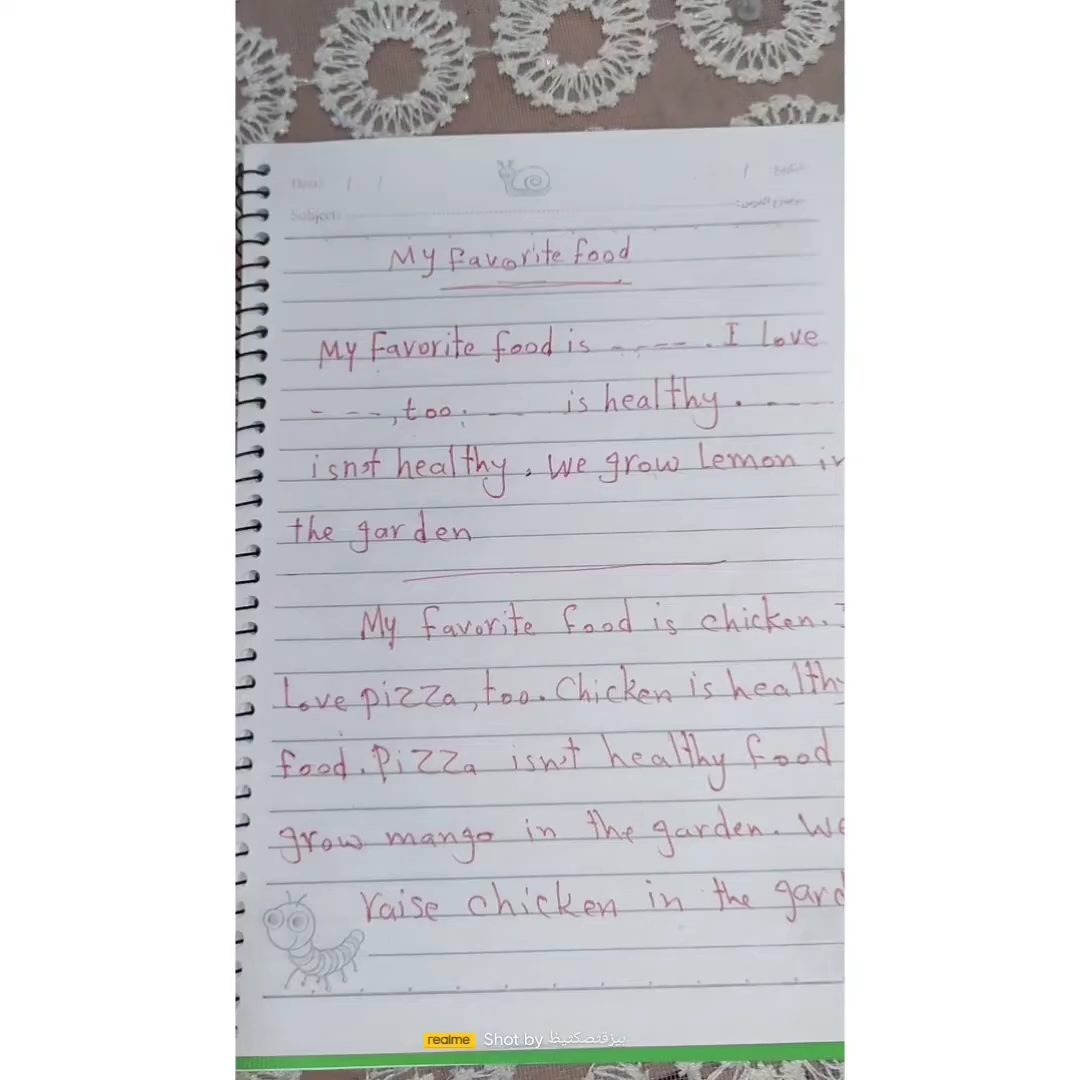 Date: / /
Subject:
My Favorite food
My Favorite food is ----. I Love
----, too. ---- is healthy. ----
isn't healthy. We grow Lemon in
the garden
My favorite food is chicken. I
Love pizza, too. Chicken is healthy
food. Pizza isn't healthy food
grow mango in the garden. We
raise chicken in the gard
realme Shot by